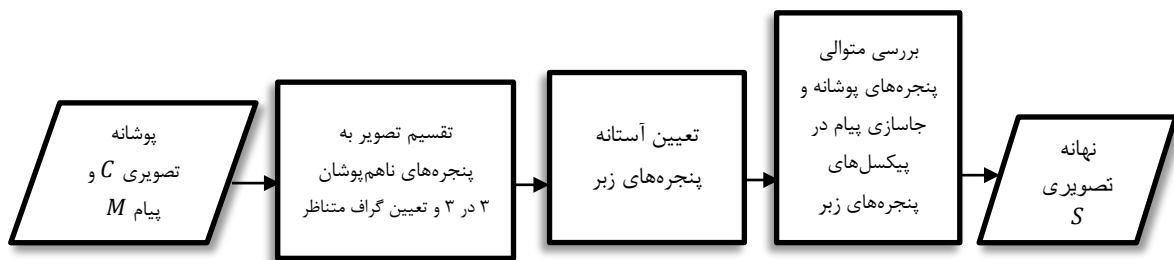 پوشانه
تصویری C و
پیام M
تقسیم تصویر به
پنجره‌های ناهم‌پوشان
۳ در ۳ و تعیین گراف متناظر
تعیین آستانه
پنجره‌های زبر
بررسی متوالی
پنجره‌های پوشانه و
جاسازی پیام در
پیکسل‌های
پنجره‌های زبر
نهانه
تصویری
S